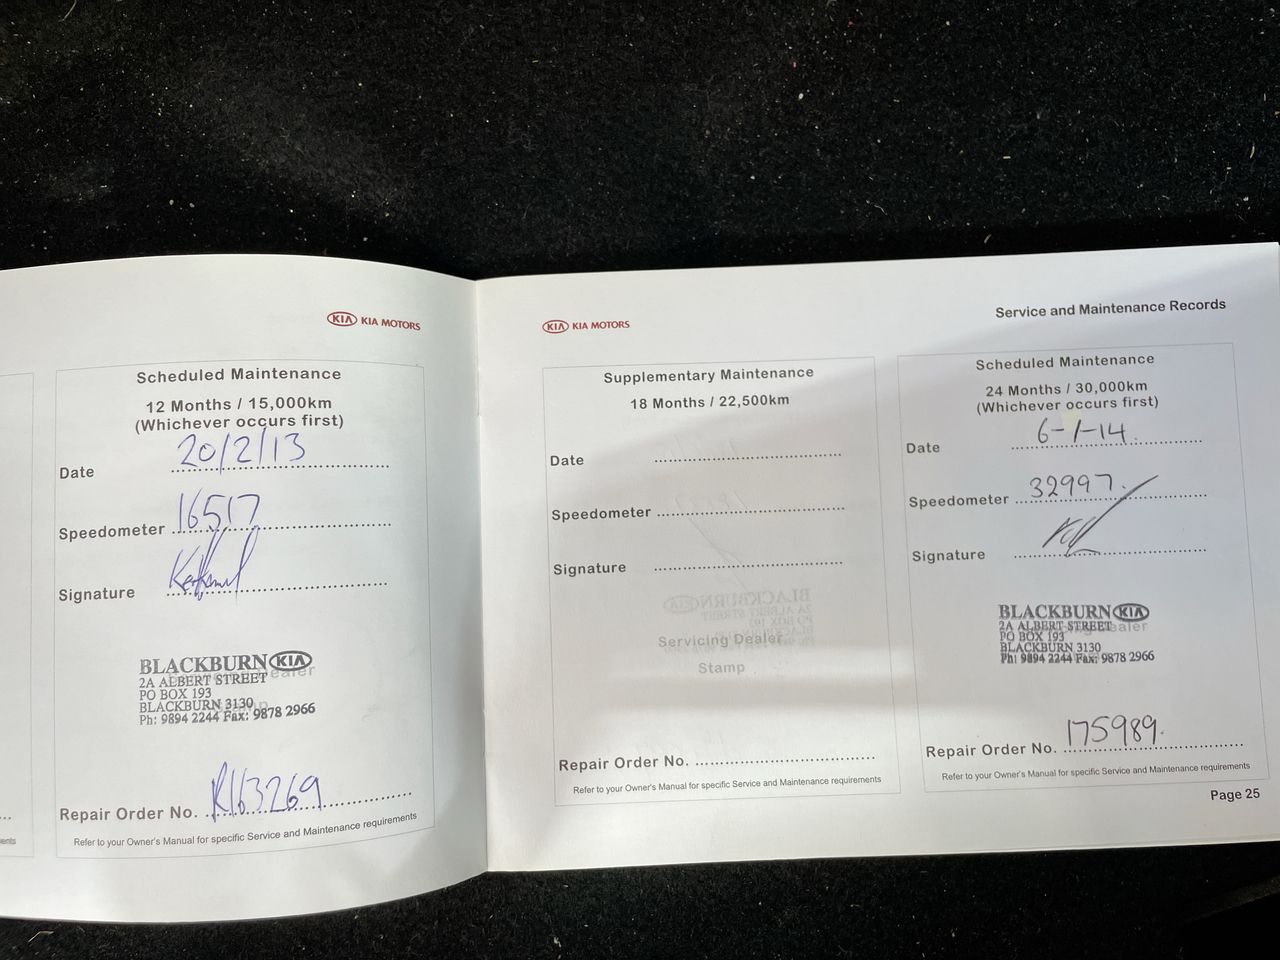 KIA KIA MOTORS
Scheduled Maintenance
12 Months / 15,000km
(Whichever occurs first)
Date 20/2/13
Speedometer 16517
Signature
BLACKBURN KIA
2A ALBERT STREET
PO BOX 193
BLACKBURN 3130
Ph: 9894 2244 Fax: 9878 2966
Repair Order No. R163269
Refer to your Owner's Manual for specific Service and Maintenance requirements
KIA KIA MOTORS
Service and Maintenance Records
Supplementary Maintenance
18 Months / 22,500km
Date
Speedometer
Signature
Servicing Dealer
Stamp
Repair Order No.
Refer to your Owner's Manual for specific Service and Maintenance requirements
Scheduled Maintenance
24 Months / 30,000km
(Whichever occurs first)
Date 6-1-14
Speedometer 32997.
Signature
BLACKBURN KIA
2A ALBERT STREET
PO BOX 193
BLACKBURN 3130
Ph: 9894 2244 Fax: 9878 2966
Repair Order No. 175989.
Refer to your Owner's Manual for specific Service and Maintenance requirements
Page 25